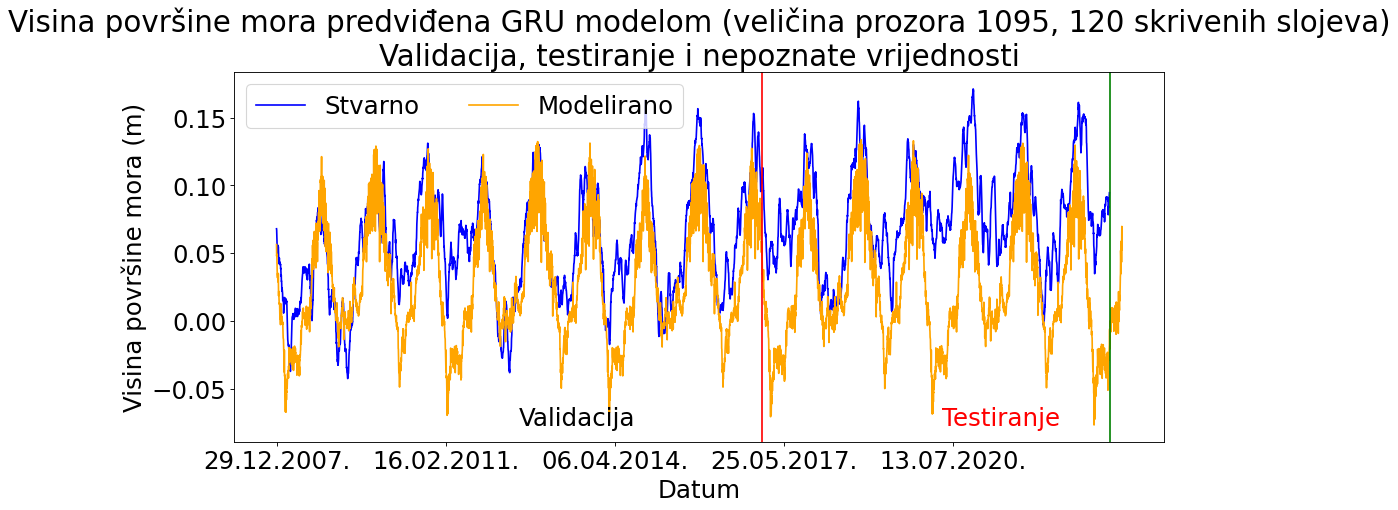 Visina površine mora predviđena GRU modelom (veličina prozora 1095, 120 skrivenih slojeva)
Validacija, testiranje i nepoznate vrijednosti
Stvarno
Modelirano
Visina površine mora (m)
0.15
0.10
0.05
0.00
−0.05
Validacija
Testiranje
29.12.2007.
16.02.2011.
06.04.2014.
25.05.2017.
13.07.2020.
Datum